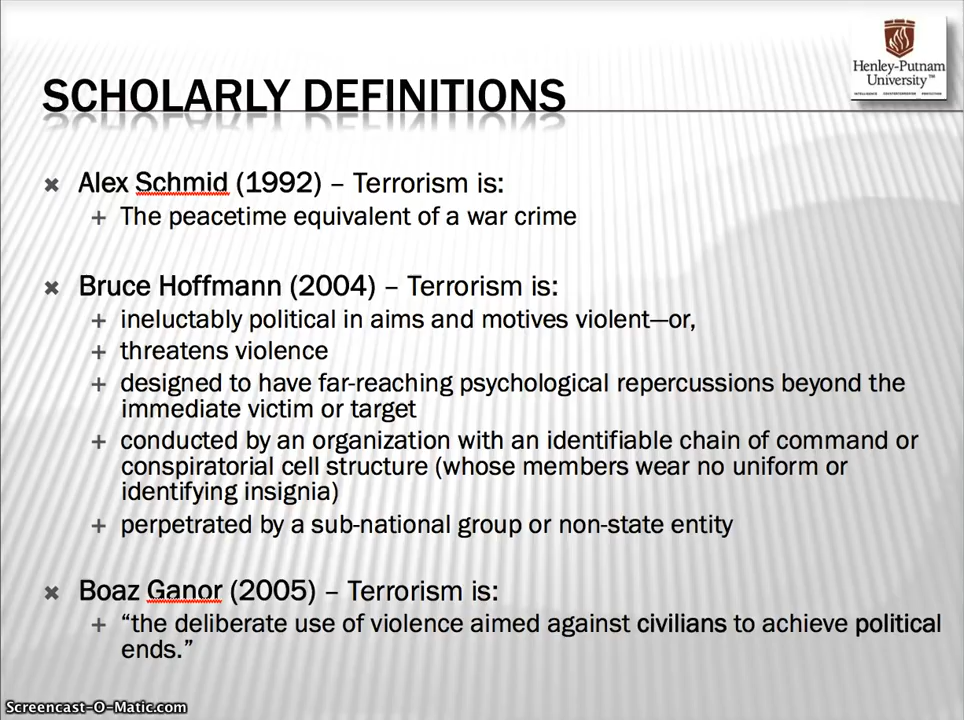 Henley-Putnam
University™
SCHOLARLY DEFINITIONS
Alex Schmid (1992) – Terrorism is:
The peacetime equivalent of a war crime
Bruce Hoffmann (2004) – Terrorism is:
ineluctably political in aims and motives violent—or,
threatens violence
designed to have far-reaching psychological repercussions beyond the
immediate victim or target
conducted by an organization with an identifiable chain of command or
conspiratorial cell structure (whose members wear no uniform or
identifying insignia)
perpetrated by a sub-national group or non-state entity
Boaz Ganor (2005) – Terrorism is:
“the deliberate use of violence aimed against civilians to achieve political
ends.”
Screencast-O-Matic.com